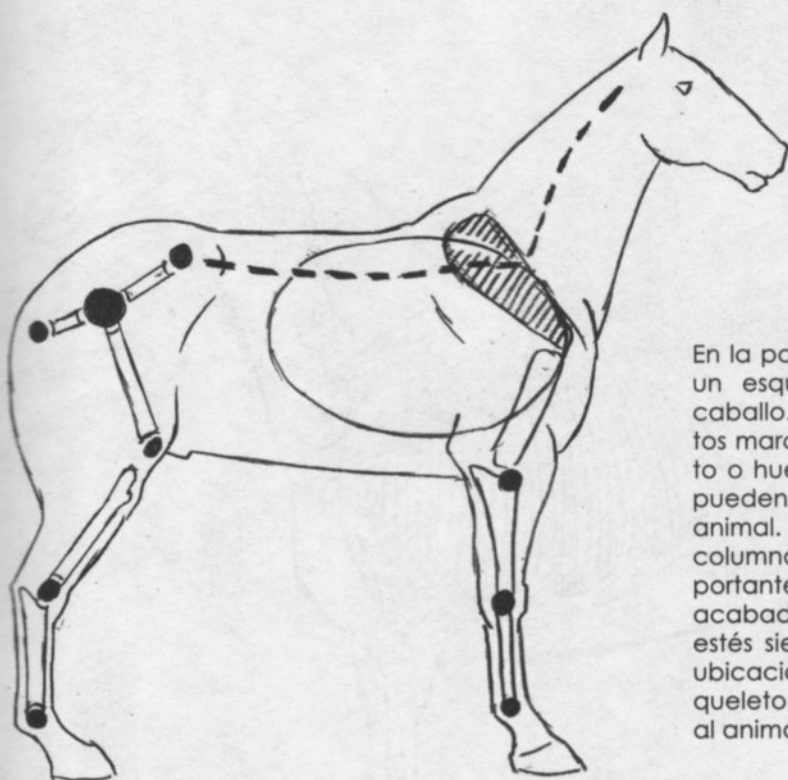 En la pa
un esqu
caballo.
tos marc
to o hue
pueden
animal.
columna
portante
acabad
estés sie
ubicació
queleto
al anima